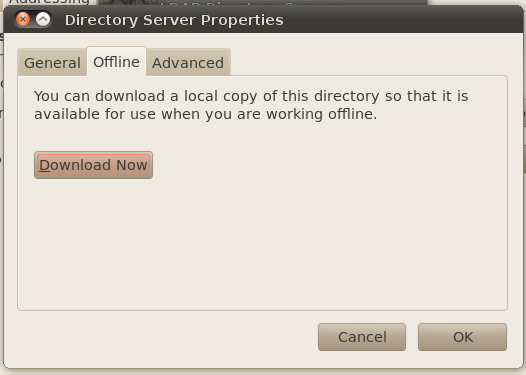 Addressing
Directory Server Properties
General Offline Advanced
You can download a local copy of this directory so that it is
available for use when you are working offline.
Download Now
Cancel OK